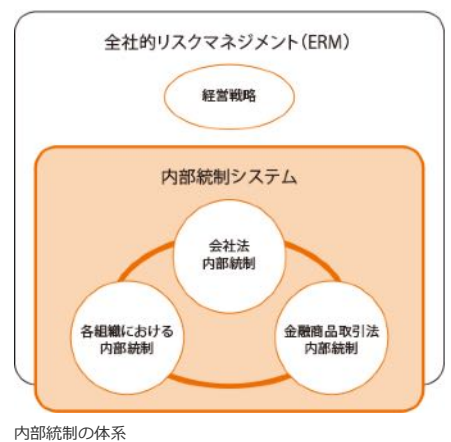 全社的リスクマネジメント（ERM）
経営戦略
内部統制システム
会社法
内部統制
各組織における
内部統制
金融商品取引法
内部統制
内部統制の体系